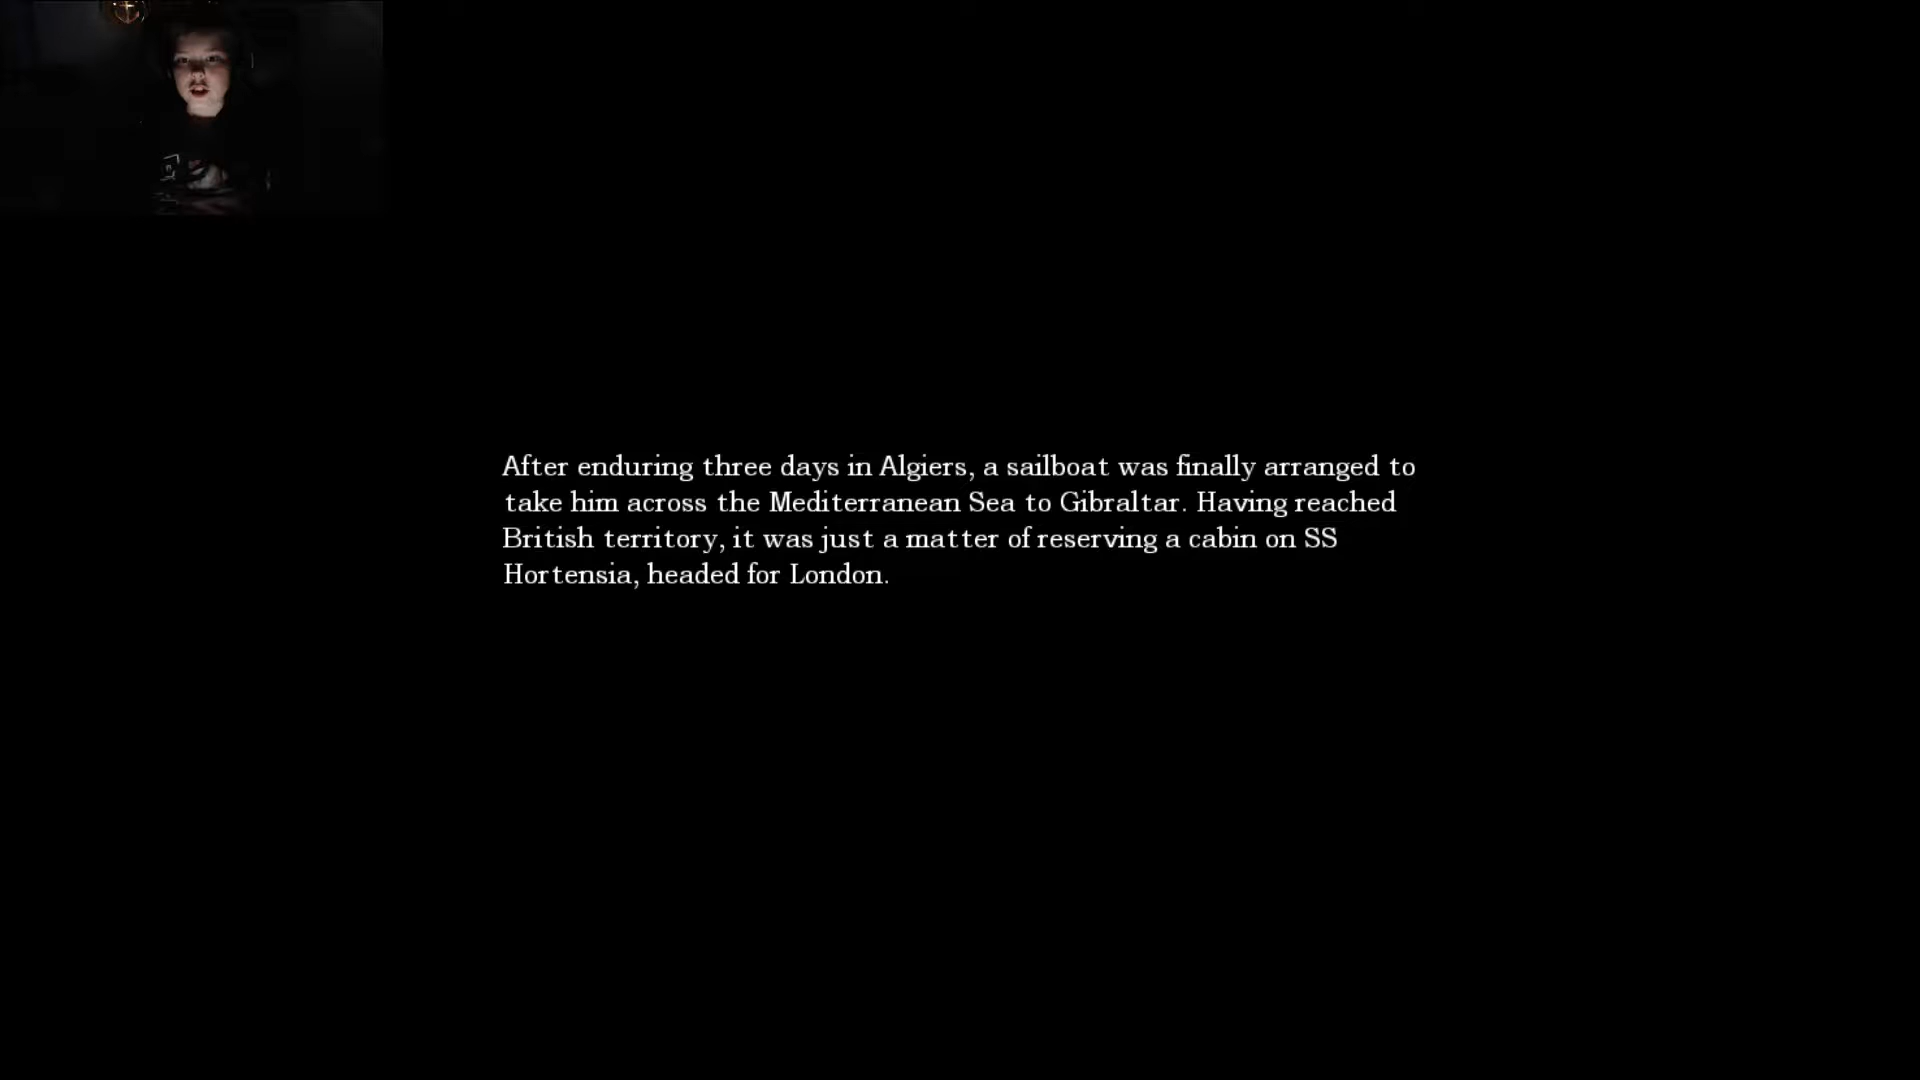 After enduring three days in Algiers, a sailboat was finally arranged to
take him across the Mediterranean Sea to Gibraltar. Having reached
British territory, it was just a matter of reserving a cabin on SS
Hortensia, headed for London.